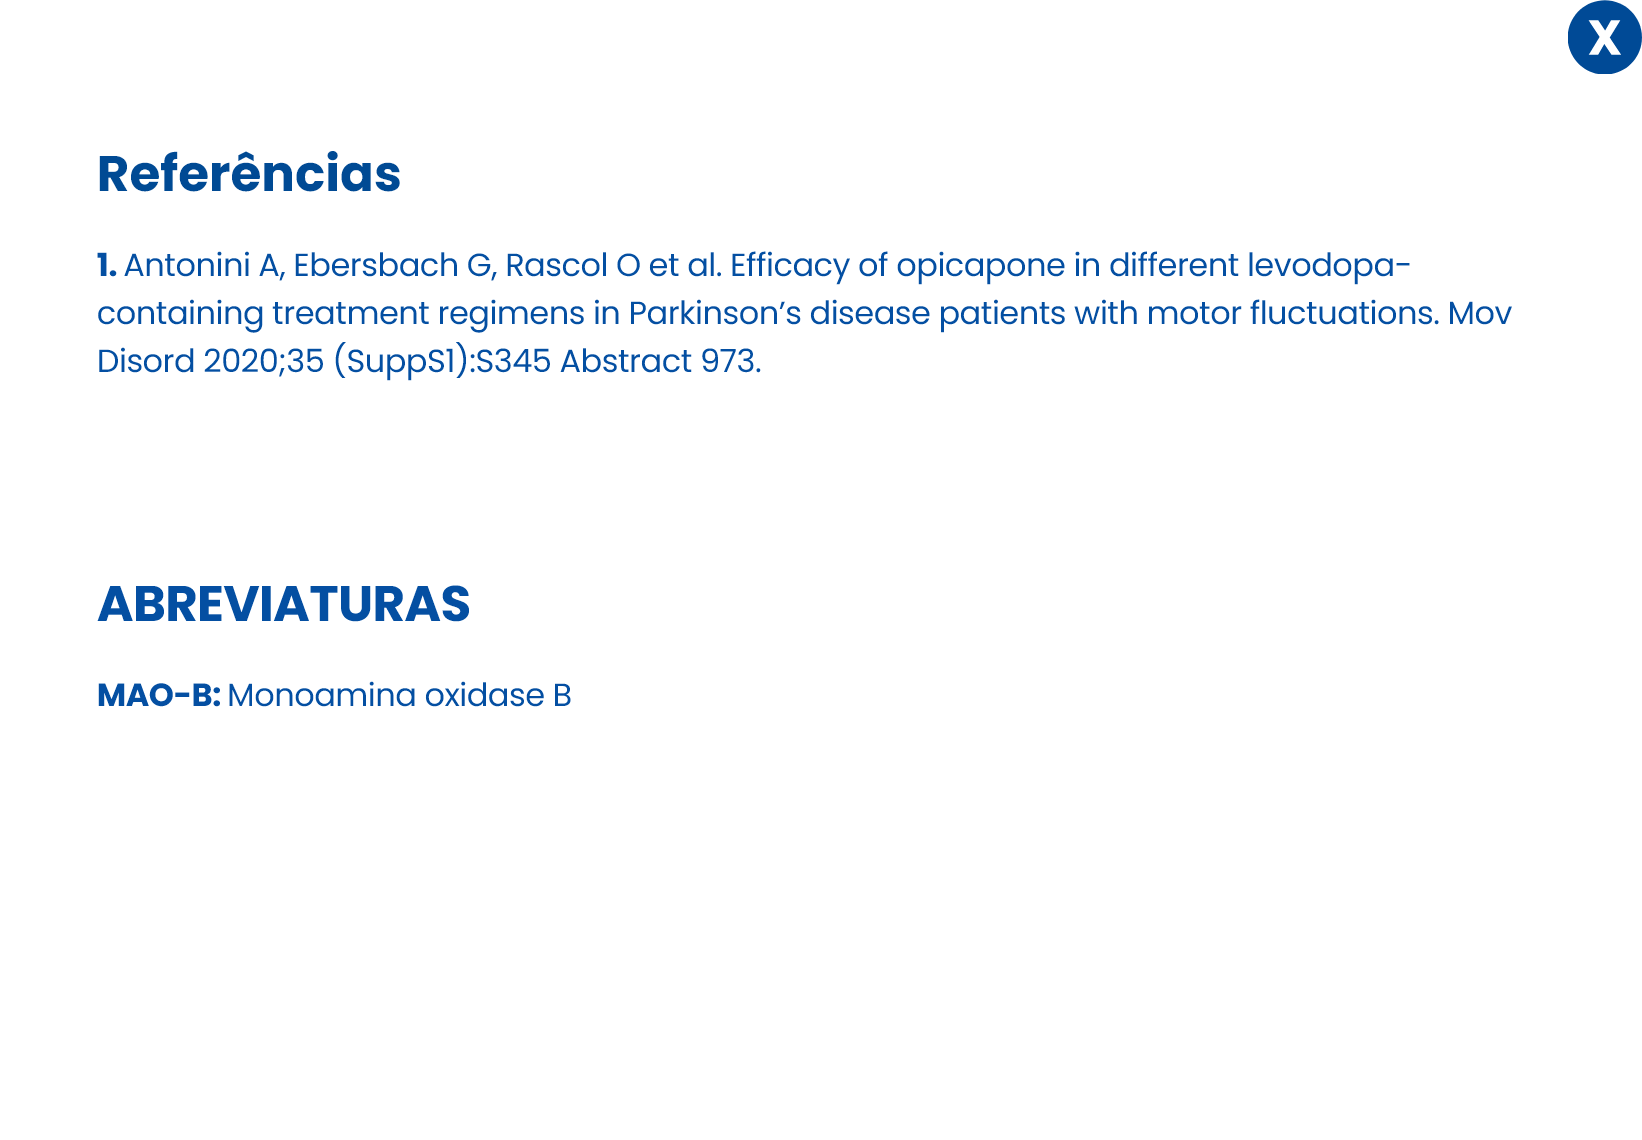 X
Referências
1. Antonini A, Ebersbach G, Rascol O et al. Efficacy of opicapone in different levodopa-
containing treatment regimens in Parkinson’s disease patients with motor fluctuations. Mov
Disord 2020;35 (SuppS1):S345 Abstract 973.
ABREVIATURAS
MAO-B: Monoamina oxidase B